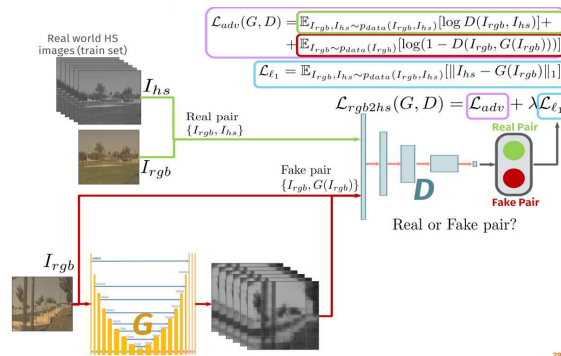 Real world HS
images (train set)
I_{hs}
I_{rgb}
Real pair
{I_{rgb}, I_{hs}}
Fake pair
{I_{rgb}, G(I_{rgb})}
I_{rgb}
G
\mathcal{L}_{adv}(G, D) = \mathbb{E}_{I_{rgb}, I_{hs} \sim p_{data}(I_{rgb}, I_{hs})}[\log D(I_{rgb}, I_{hs})] +
+ \mathbb{E}_{I_{rgb} \sim p_{data}(I_{rgb})}[\log(1 - D(I_{rgb}, G(I_{rgb})))]
\mathcal{L}_{\ell_1} = \mathbb{E}_{I_{rgb}, I_{hs} \sim p_{data}(I_{rgb}, I_{hs})}[\|I_{hs} - G(I_{rgb})\|_1]
\mathcal{L}_{rgb2hs}(G, D) = \mathcal{L}_{adv} + \lambda \mathcal{L}_{\ell_1}
Real Pair
D
Fake Pair
Real or Fake pair?